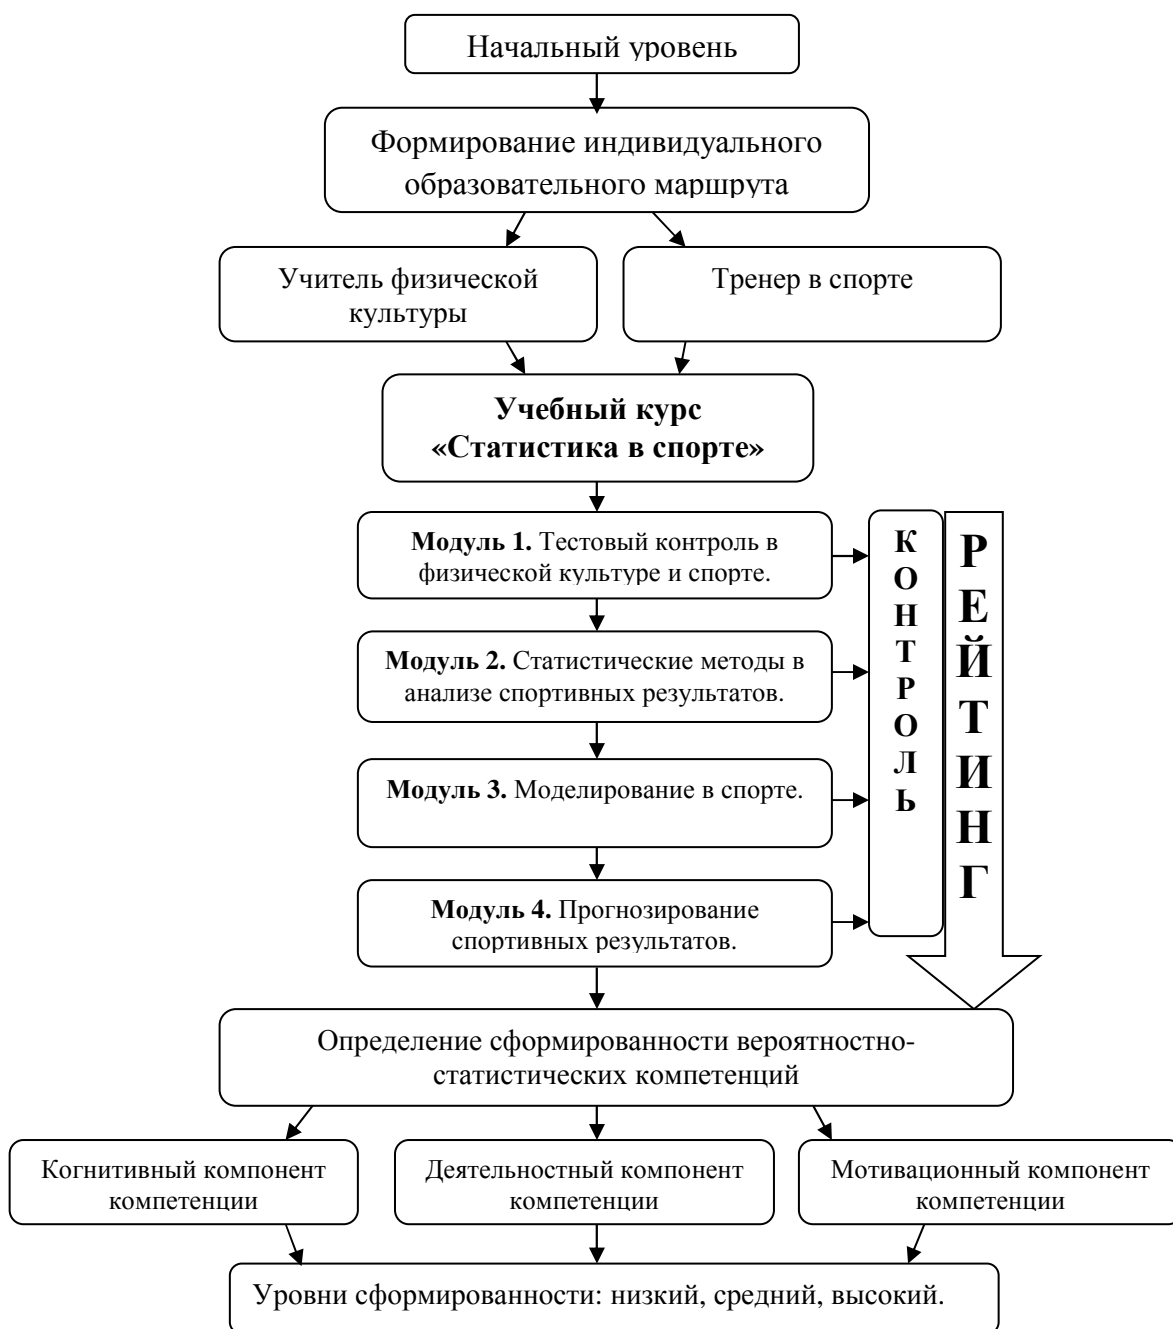 Начальный уровень
Формирование индивидуального
образовательного маршрута
Учитель физической
культуры
Тренер в спорте
Учебный курс
«Статистика в спорте»
Модуль 1. Тестовый контроль в
физической культуре и спорте.
Модуль 2. Статистические методы в
анализе спортивных результатов.
Модуль 3. Моделирование в спорте.
Модуль 4. Прогнозирование
спортивных результатов.
КОНТРОЛЬ
РЕЙТИНГ
Определение сформированности вероятностно-
статистических компетенций
Когнитивный компонент
компетенции
Деятельностный компонент
компетенции
Мотивационный компонент
компетенции
Уровни сформированности: низкий, средний, высокий.